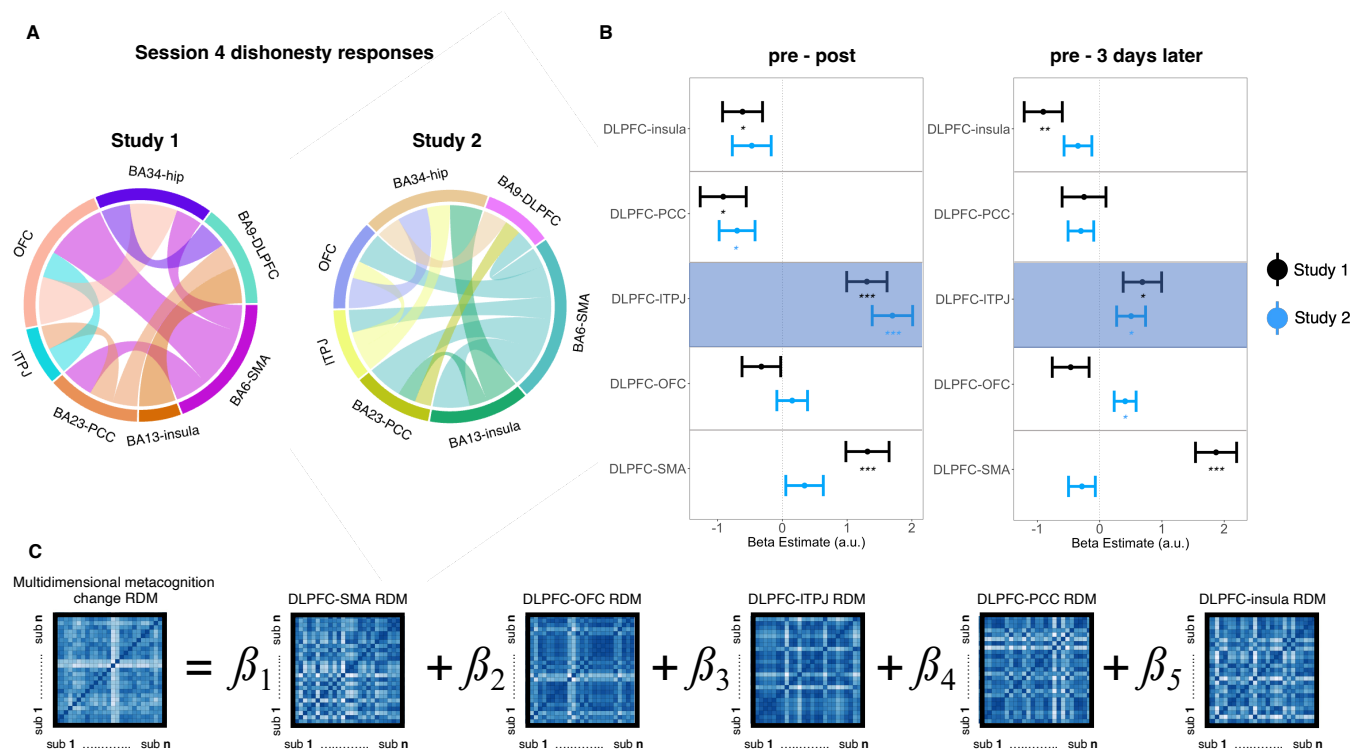 A
Session 4 dishonesty responses
Study 1
BA34-hip
BA9-DLPFC
BA6-SMA
BA13-insula
BA23-PCC
lTPJ
OFC
Study 2
BA34-hip
BA9-DLPFC
BA6-SMA
BA13-insula
BA23-PCC
lTPJ
OFC
B
pre - post
pre - 3 days later
DLPFC-insula
*
DLPFC-PCC
*
*
DLPFC-lTPJ
***
***
DLPFC-OFC
DLPFC-SMA
***
-1 0 1 2
Beta Estimate (a.u.)
DLPFC-insula
**
DLPFC-PCC
DLPFC-lTPJ
*
*
DLPFC-OFC
*
DLPFC-SMA
***
-1 0 1 2
Beta Estimate (a.u.)
Study 1
Study 2
C
Multidimensional metacognition
change RDM
sub 1 ............ sub n
sub 1 ............ sub n
=
β1
DLPFC-SMA RDM
sub 1 ............ sub n
sub 1 ............ sub n
+ β2
DLPFC-OFC RDM
sub 1 ............ sub n
sub 1 ............ sub n
+ β3
DLPFC-lTPJ RDM
sub 1 ............ sub n
sub 1 ............ sub n
+ β4
DLPFC-PCC RDM
sub 1 ............ sub n
sub 1 ............ sub n
+ β5
DLPFC-insula RDM
sub 1 ............ sub n
sub 1 ............ sub n